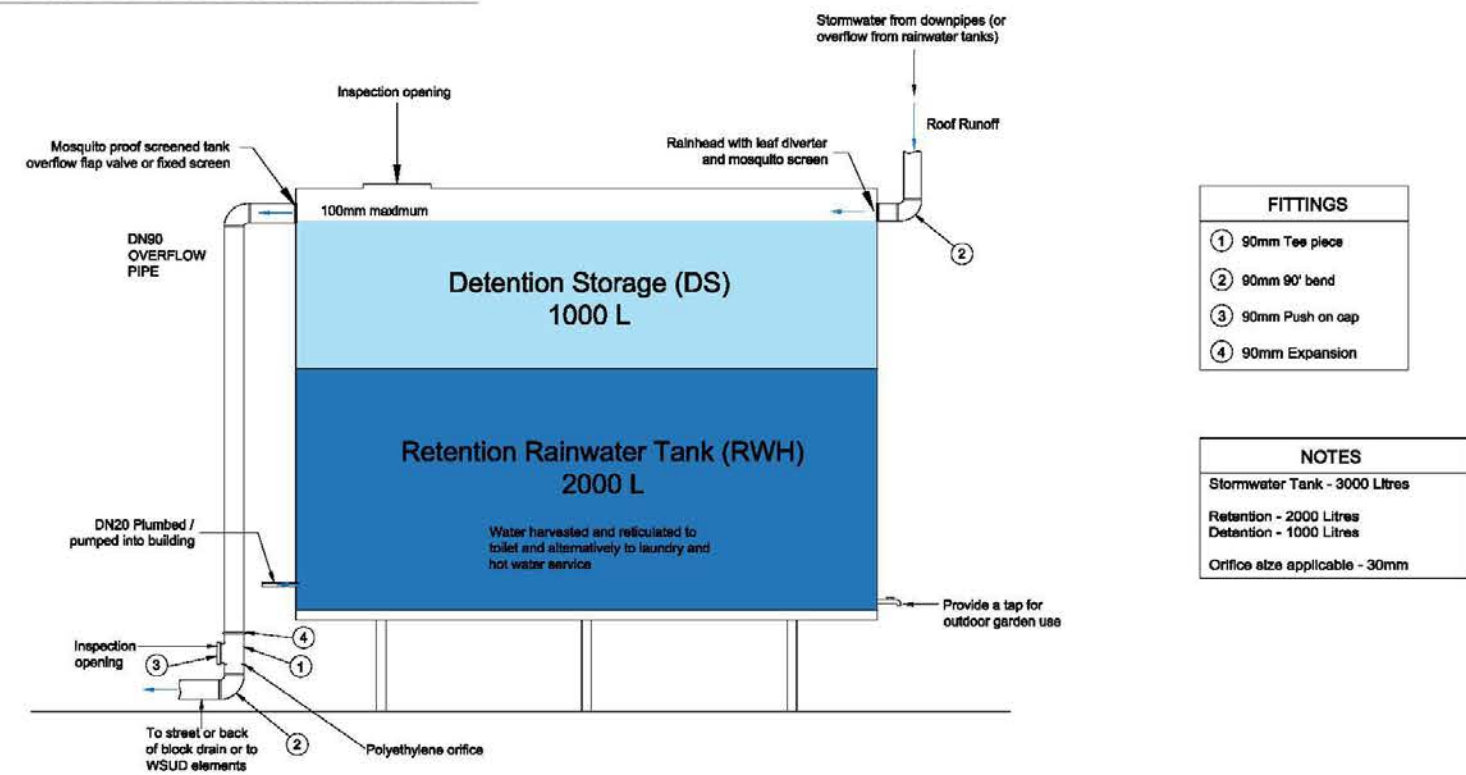 Stormwater from downpipes (or
overflow from rainwater tanks)
Inspection opening
Roof Runoff
Mosquito proof screened tank
overflow flap valve or fixed screen
Rainhead with leaf diverter
and mosquito screen
100mm maximum
DN90
OVERFLOW
PIPE
2
Detention Storage (DS)
1000 L
Retention Rainwater Tank (RWH)
2000 L
Water harvested and reticulated to
toilet and alternatively to laundry and
hot water service
DN20 Plumbed /
pumped into building
Provide a tap for
outdoor garden use
4
Inspection
opening
3
1
To street or back
of block drain or to
WSUD elements
2
Polyethylene orifice
FITTINGS
1 90mm Tee piece
2 90mm 90' bend
3 90mm Push on cap
4 90mm Expansion
NOTES
Stormwater Tank - 3000 Litres
Retention - 2000 Litres
Detention - 1000 Litres
Orifice size applicable - 30mm